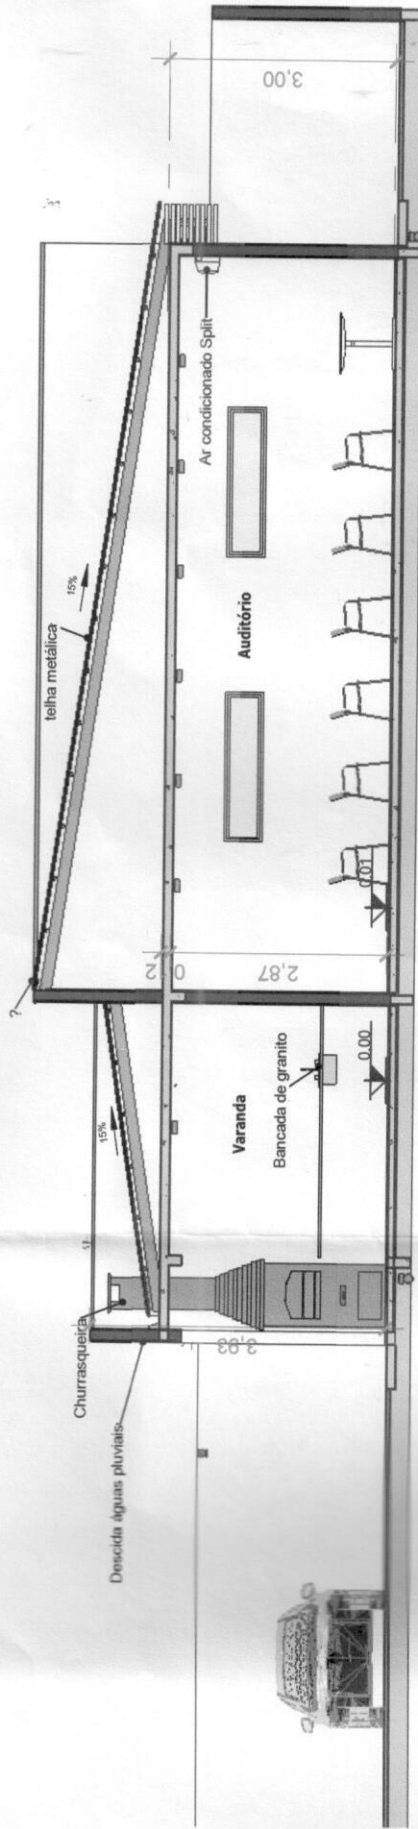 Churrasqueira
Descida águas pluviais
15%
?
telha metálica
15%
Varanda
Bancada de granito
0.00
3,93
0,12
2,87
0.01
Auditório
Ar condicionado Split
3,00